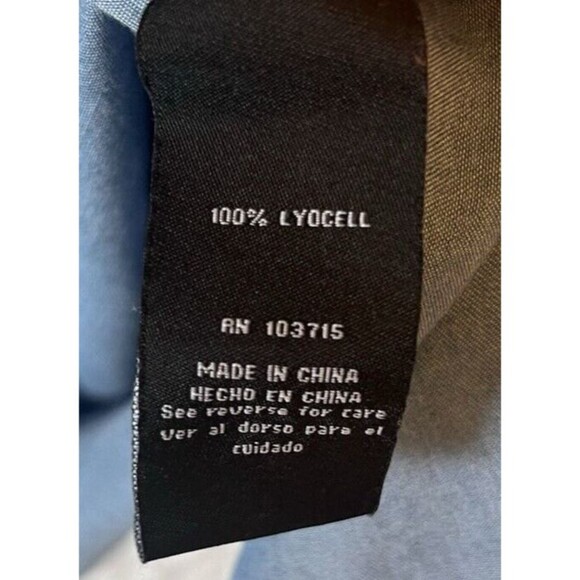 100% LYOCELL
RN 103715
MADE IN CHINA
HECHO EN CHINA
See reverse for care
Ver al dorso para el
cuidado